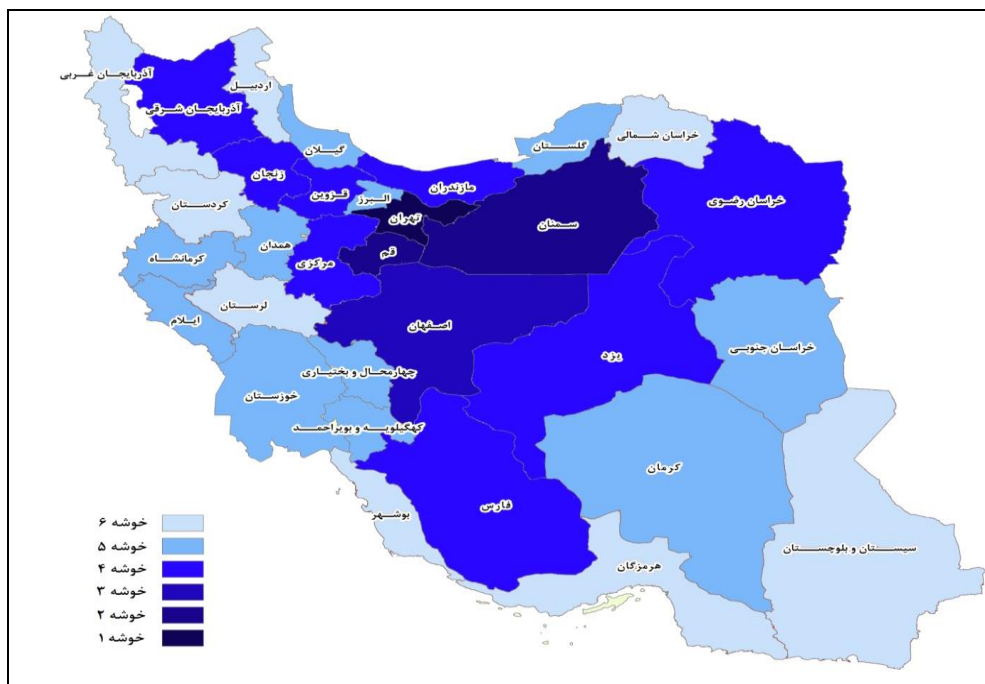 آذربایجان غربی
اردبیل
آذربایجان شرقی
گیلان
گلستان
خراسان شمالی
زنجان
قزوین
البرز
مازندران
تهران
سمنان
خراسان رضوی
کردستان
همدان
قم
مرکزی
کرمانشاه
لرستان
اصفهان
ایلام
یزد
خراسان جنوبی
چهارمحال و بختیاری
خوزستان
کهگیلویه و بویراحمد
کرمان
فارس
بوشهر
هرمزگان
سیستان و بلوچستان
خوشه ۶
خوشه ۵
خوشه ۴
خوشه ۳
خوشه ۲
خوشه ۱